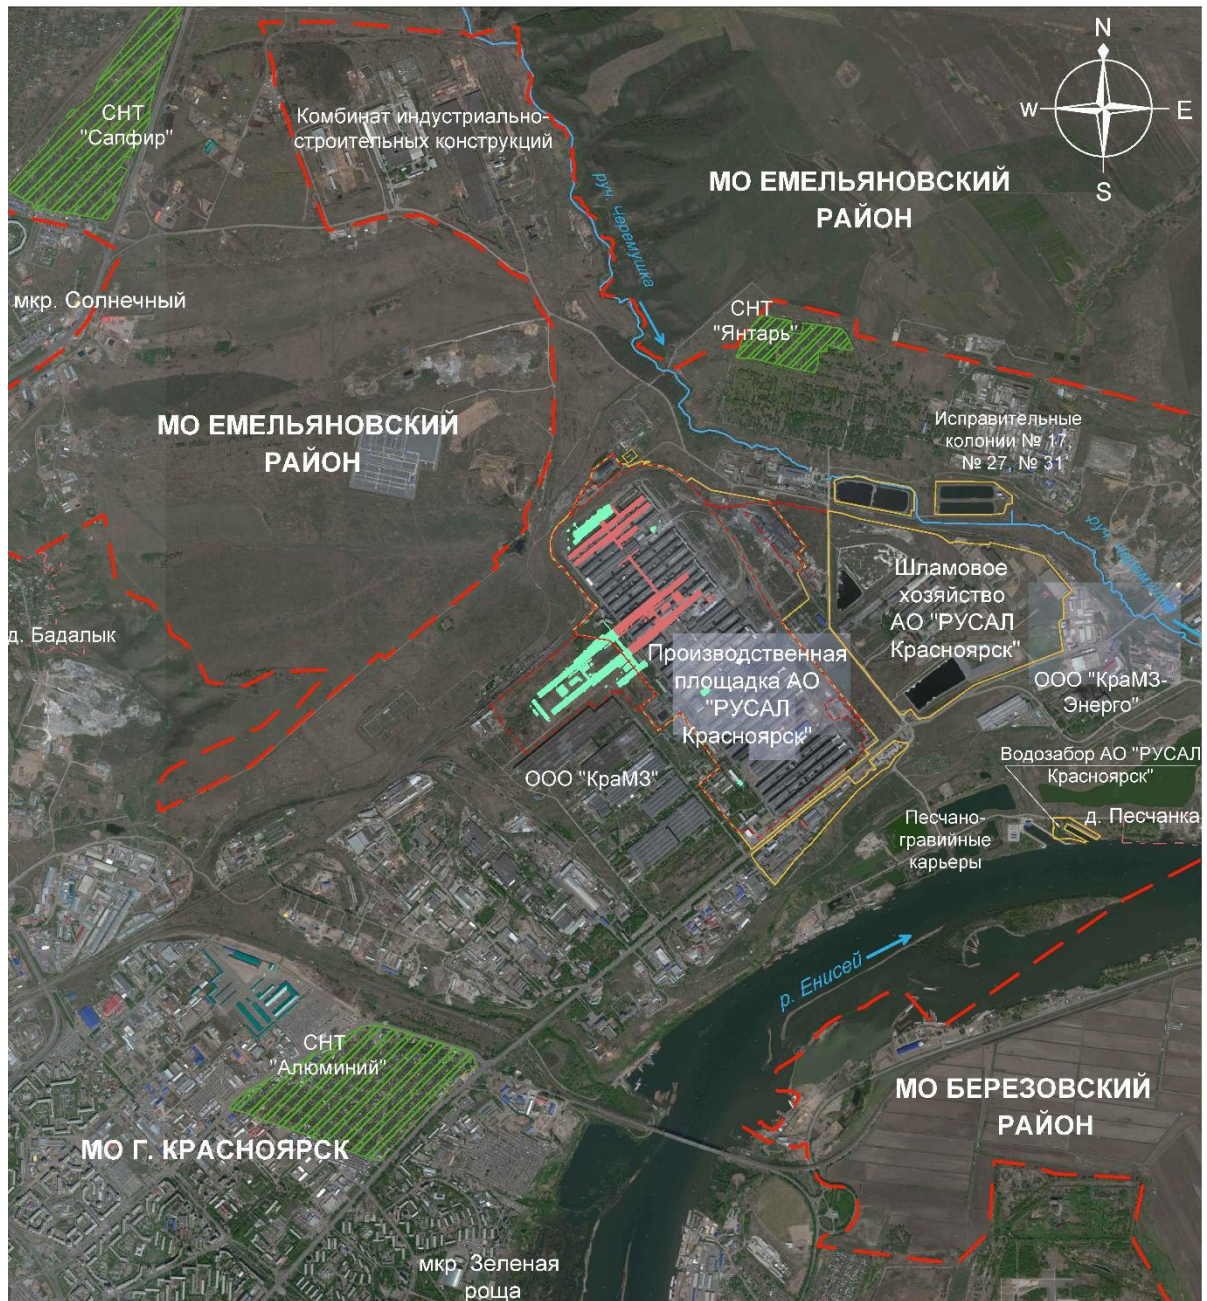 N
W
E
S
СНТ
"Сапфир"
Комбинат индустриально-
строительных конструкций
МО ЕМЕЛЬЯНОВСКИЙ
РАЙОН
руч. Черемушка
мкр. Солнечный
СНТ
"Янтарь"
МО ЕМЕЛЬЯНОВСКИЙ
РАЙОН
Исправительные
колонии № 17,
№ 27, № 31
руч. Черемушка
Шламовое
хозяйство
АО "РУСАЛ
Красноярск"
д. Бадалык
Производственная
площадка АО
"РУСАЛ
Красноярск"
ООО "КраМЗ-
Энерго"
ООО "КраМЗ"
Водозабор АО "РУСАЛ
Красноярск"
Песчано-
гравийные
карьеры
д. Песчанка
р. Енисей
СНТ
"Алюминий"
МО БЕРЕЗОВСКИЙ
РАЙОН
МО Г. КРАСНОЯРСК
мкр. Зеленая
роща